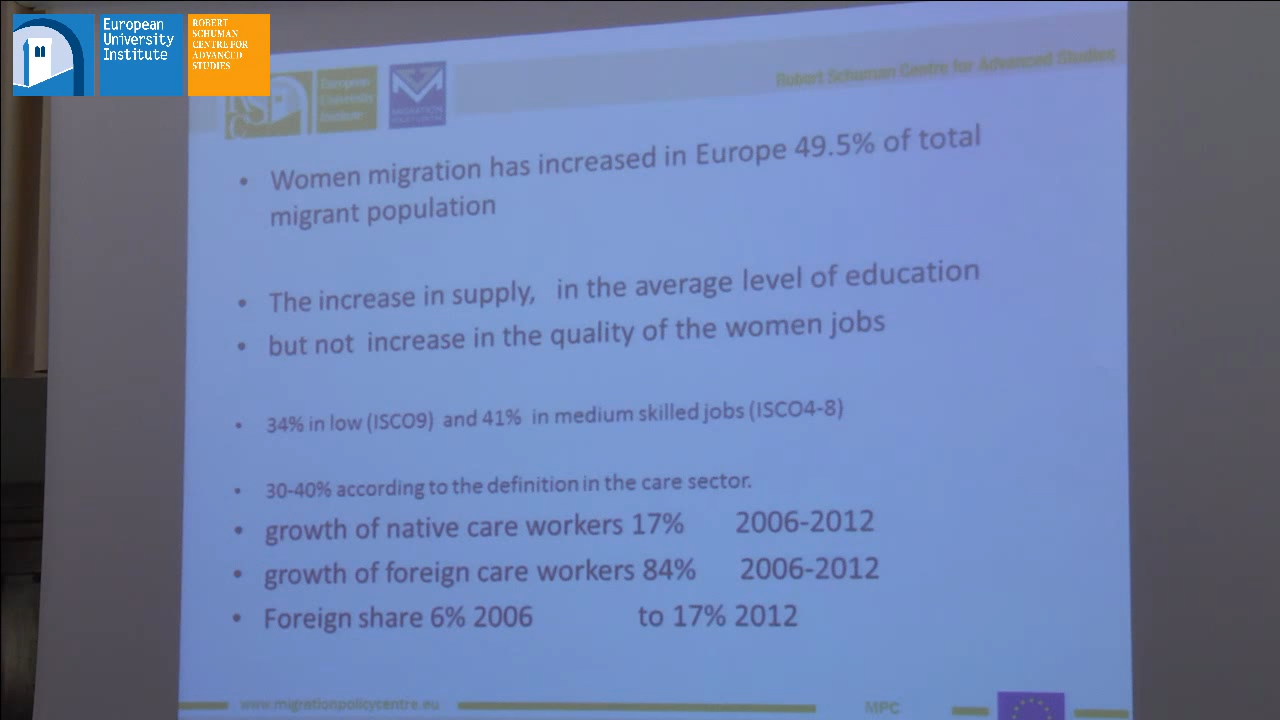 European
University
Institute
ROBERT
SCHUMAN
CENTRE FOR
ADVANCED
STUDIES
European
University
Institute
MIGRATION
Robert Schuman Centre for Advanced Studies
• Women migration has increased in Europe 49.5% of total
migrant population
• The increase in supply, in the average level of education
• but not increase in the quality of the women jobs
• 34% in low (ISCO9) and 41% in medium skilled jobs (ISCO4-8)
• 30-40% according to the definition in the care sector.
• growth of native care workers 17% 2006-2012
• growth of foreign care workers 84% 2006-2012
• Foreign share 6% 2006 to 17% 2012
www.migrationpolicycentre.eu
MPC